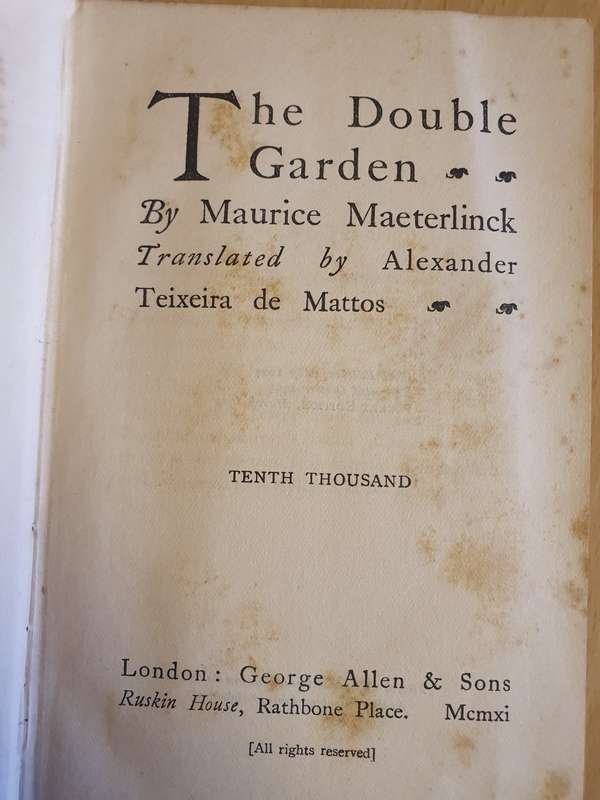 The Double
Garden
By Maurice Maeterlinck
Translated by Alexander
Teixeira de Mattos
TENTH THOUSAND
London: George Allen & Sons
Ruskin House, Rathbone Place. Mcmxi
[All rights reserved]